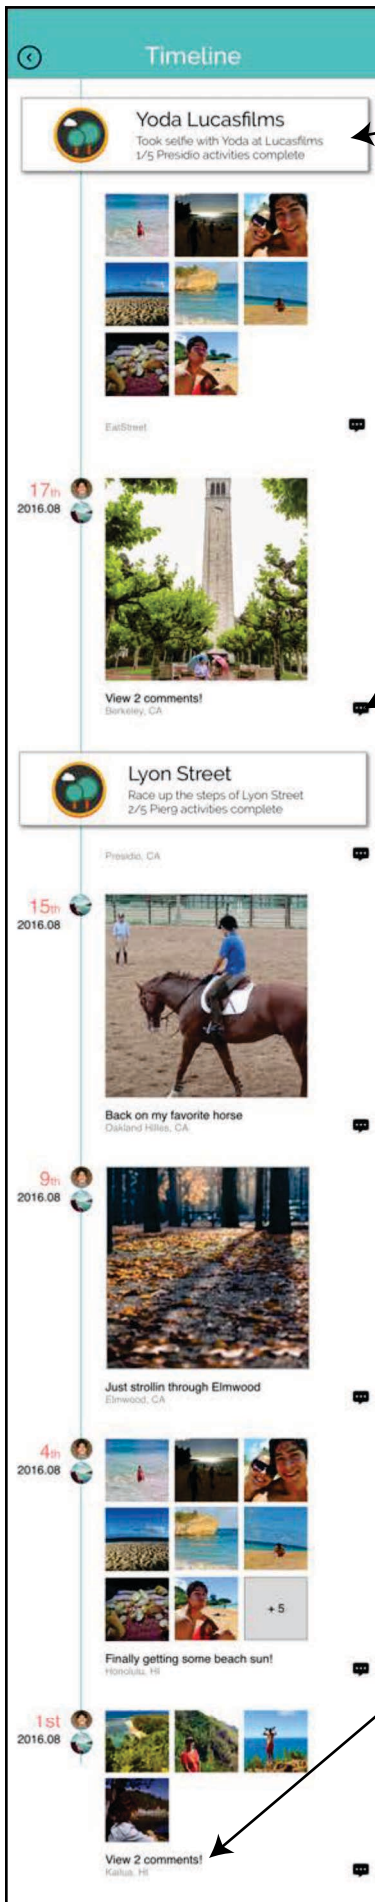 Timeline
Yoda Lucasfilms
Took selfie with Yoda at Lucasfilms
1/5 Presidio activities complete
EatStreet
17th
2016.08
View 2 comments!
Berkeley, CA
Lyon Street
Race up the steps of Lyon Street
2/5 Pierg activities complete
Presidio, CA
15th
2016.08
Back on my favorite horse
Oakland Hilles, CA
9th
2016.08
Just strollin through Elmwood
Elmwood, CA
4th
2016.08
+ 5
Finally getting some beach sun!
Honolulu, HI
1st
2016.08
View 2 comments!
Kailua, HI